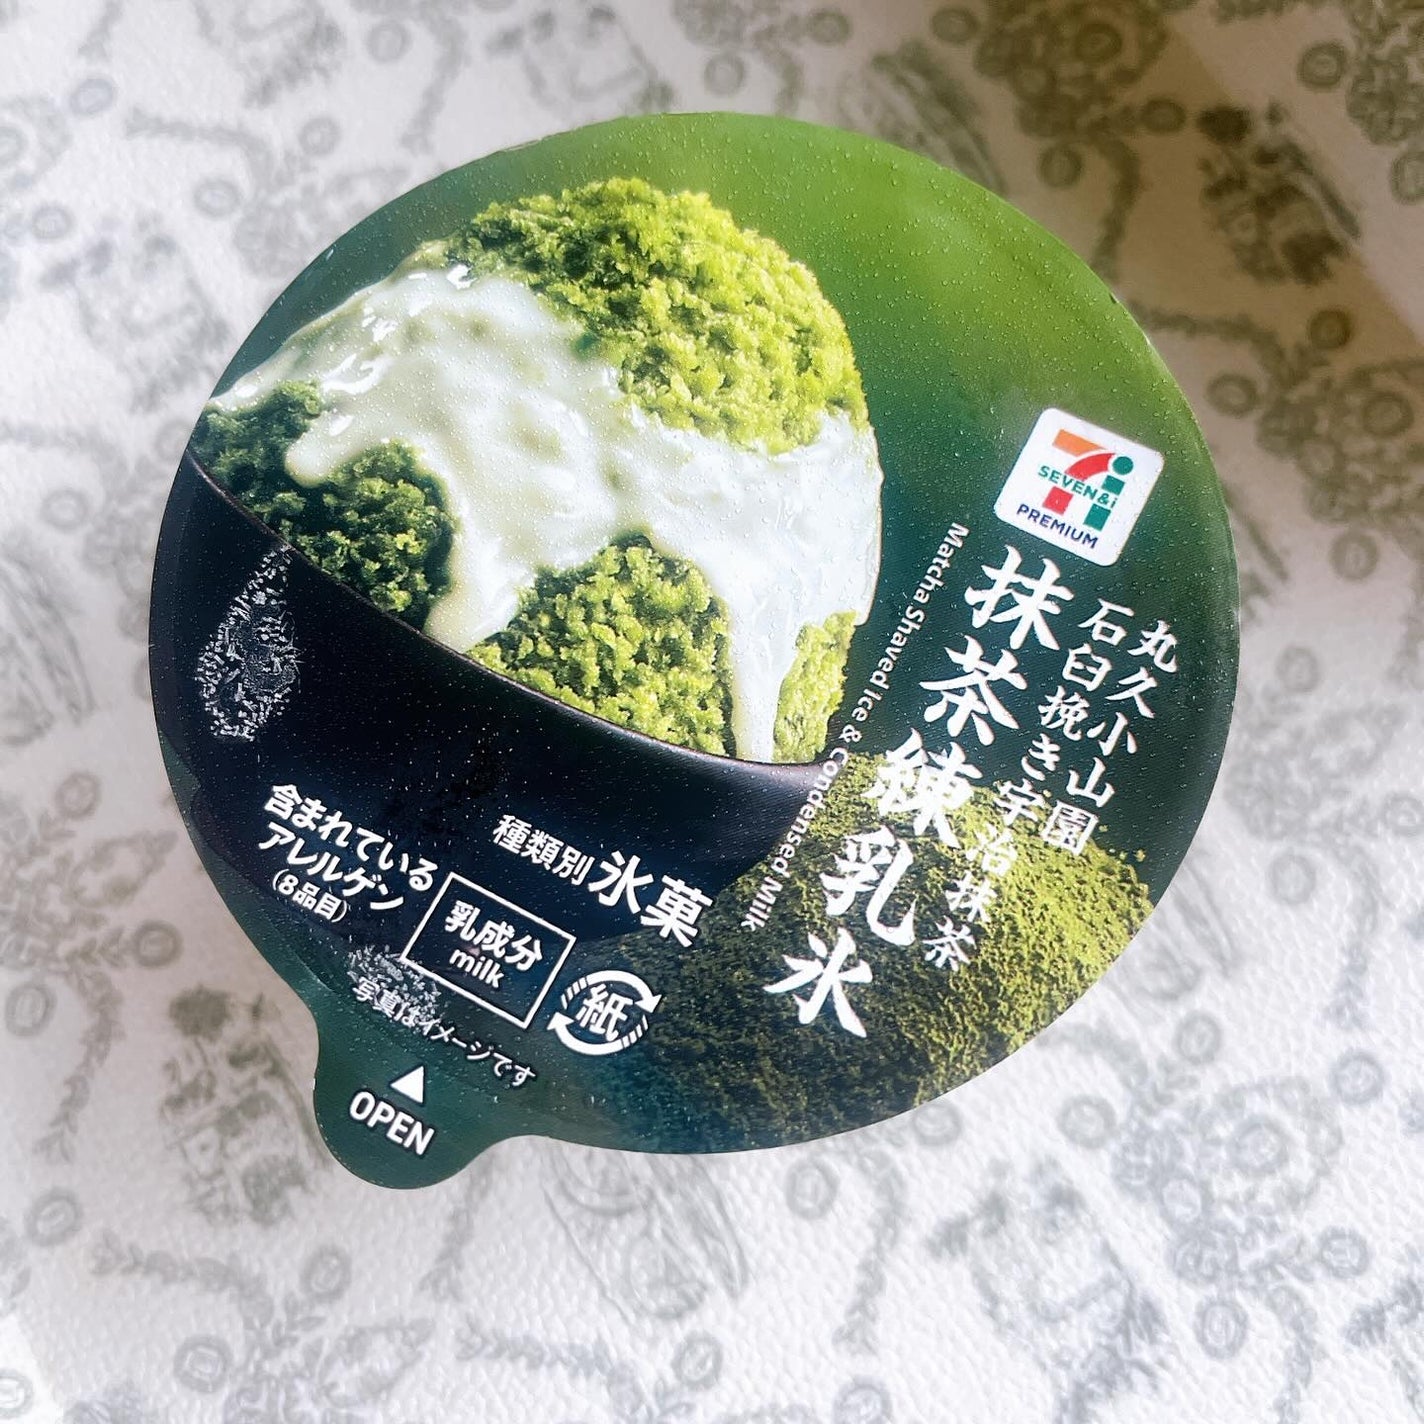 SEVEN&i
PREMIUM
丸久小山園
石臼挽き宇治抹茶
抹茶練乳氷
Matcha Shaved Ice & Condensed Milk
種類別 氷菓
含まれている
アレルゲン
(8品目)
乳成分
milk
紙
写真はイメージです
OPEN